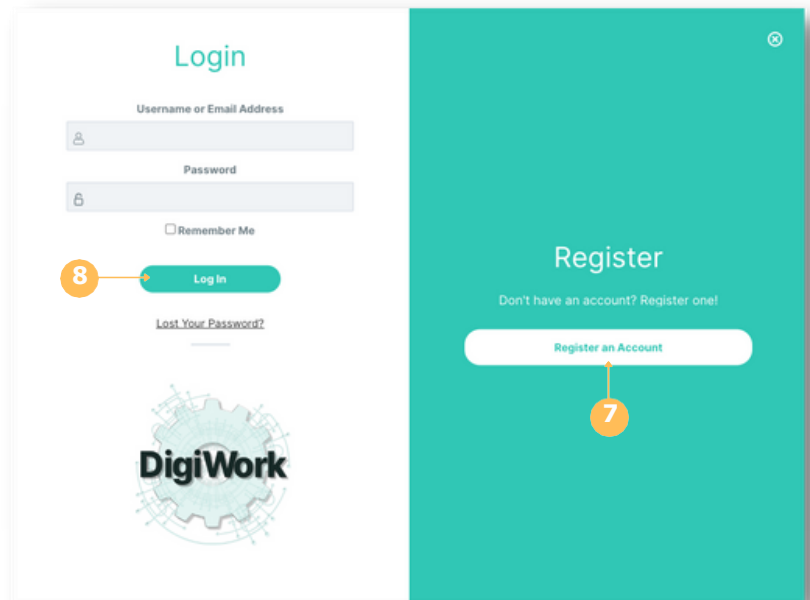 Login
Username or Email Address
Password
Remember Me
8
Log In
Lost Your Password?
DigiWork
Register
Don't have an account? Register one!
Register an Account
7